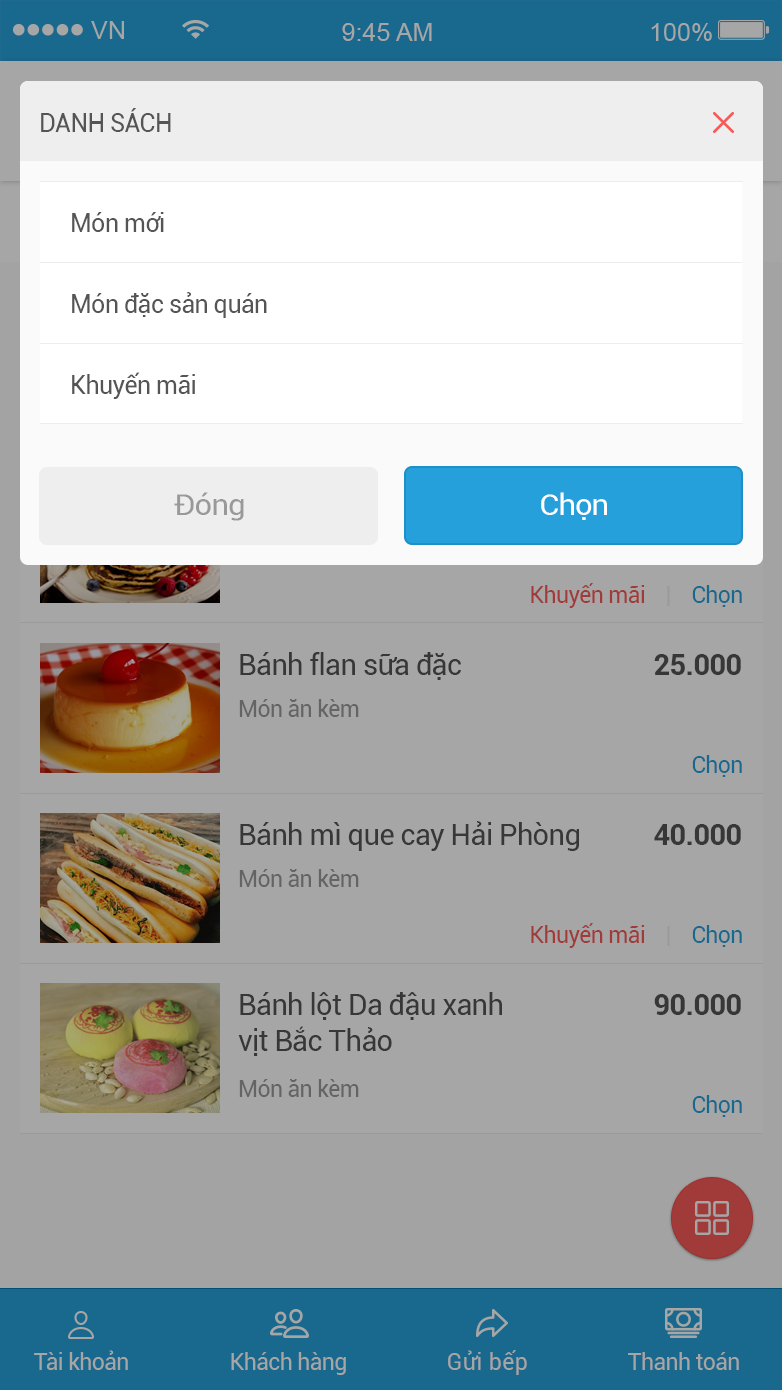 VN 9:45 AM 100%
DANH SÁCH
Món mới
Món đặc sản quán
Khuyến mãi
Đóng Chọn
Khuyến mãi | Chọn
Bánh flan sữa đặc 25.000
Món ăn kèm
Chọn
Bánh mì que cay Hải Phòng 40.000
Món ăn kèm
Khuyến mãi | Chọn
Bánh lột Da đậu xanh 90.000
vịt Bắc Thảo
Món ăn kèm
Chọn
Tài khoản Khách hàng Gửi bếp Thanh toán